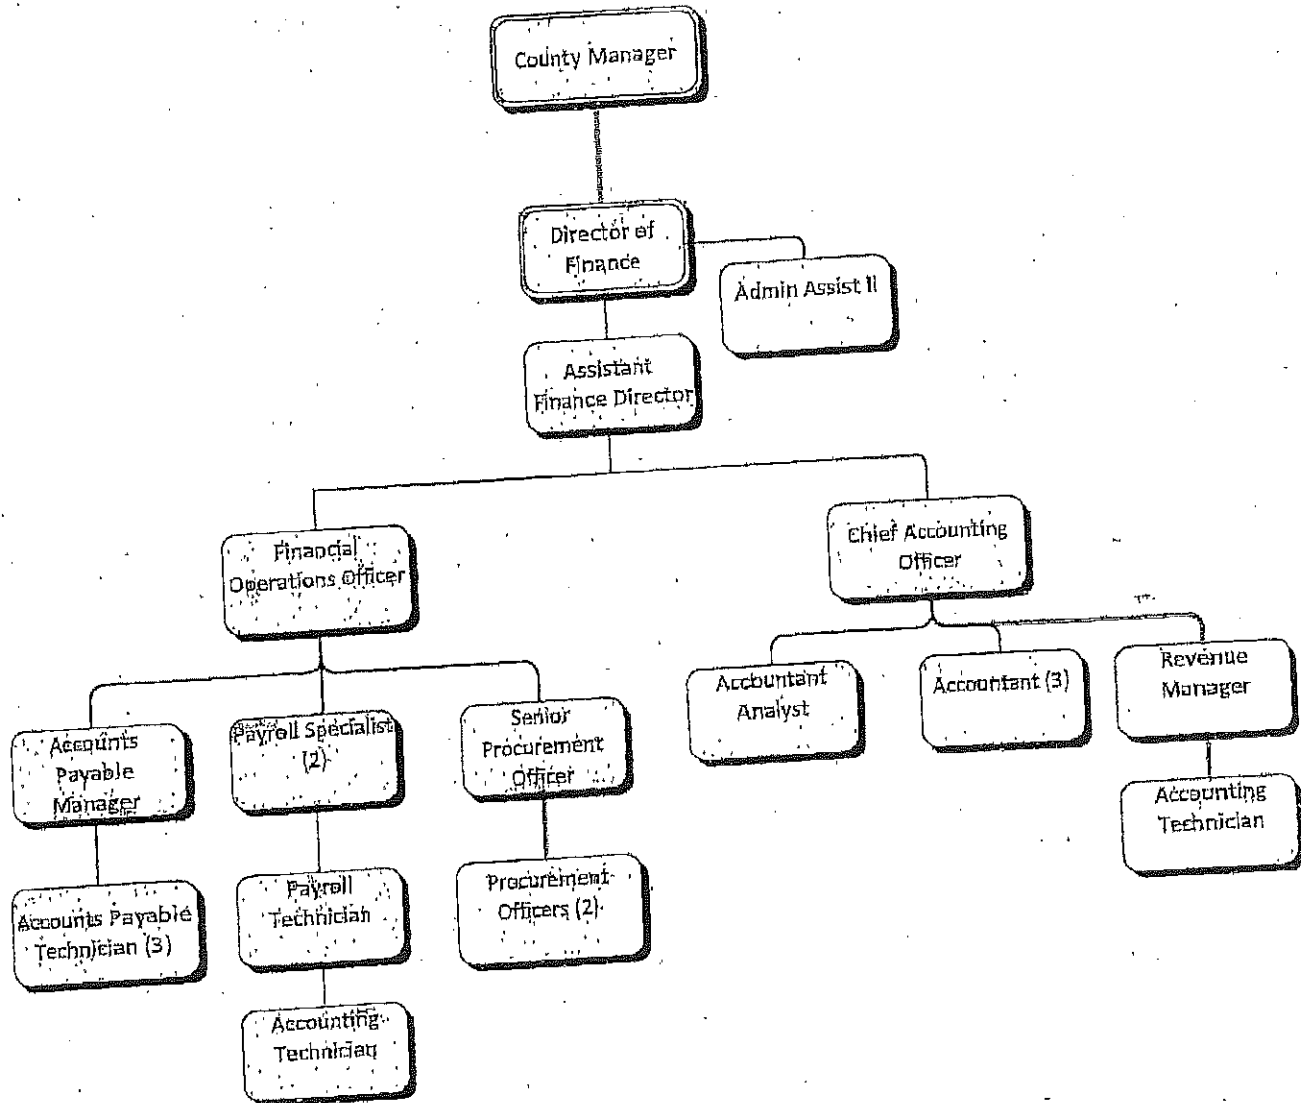 County Manager
Director of
Finance
Admin Assist II
Assistant
Finance Director
Financial
Operations Officer
Chief Accounting
Officer
Accounts
Payable
Manager
Payroll Specialist
(2)
Senior
Procurement
Officer
Accountant
Analyst
Accountant (3)
Revenue
Manager
Accounts Payable
Technician (3)
Payroll
Technician
Procurement
Officers (2)
Accounting
Technician
Accounting
Technician